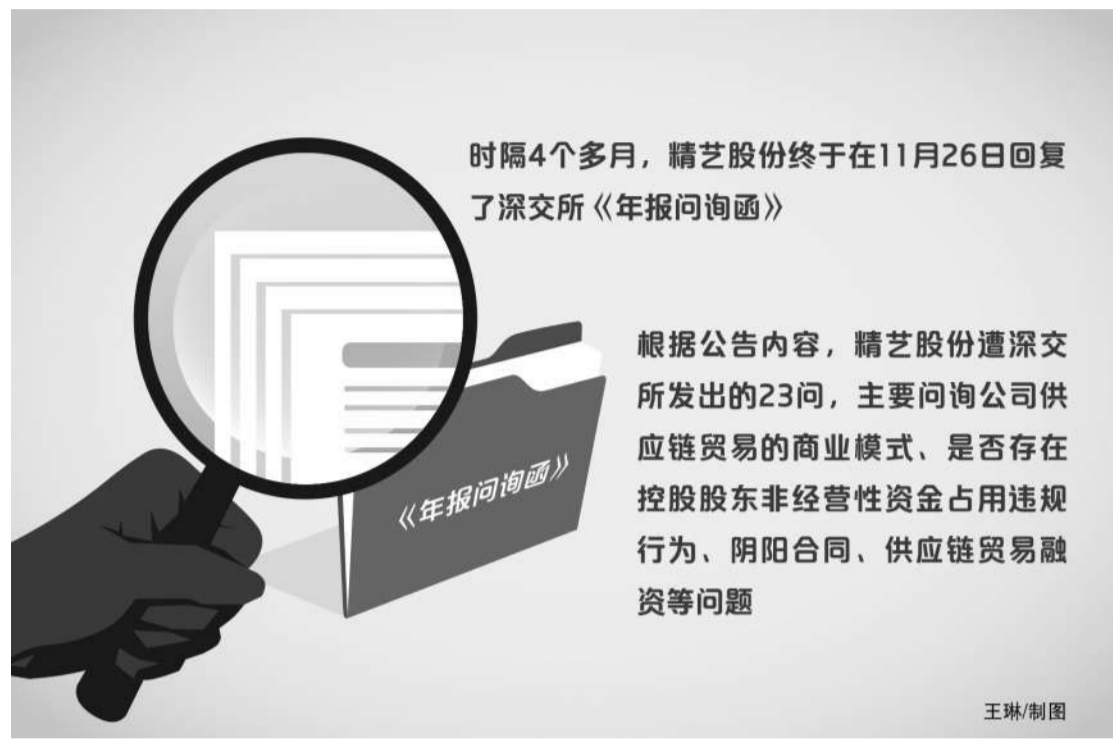 时隔4个多月，精艺股份终于在11月26日回复
了深交所《年报问询函》
根据公告内容，精艺股份遭深交
所发出的23问，主要问询公司供
应链贸易的商业模式、是否存在
控股股东非经营性资金占用违规
行为、阴阳合同、供应链贸易融
资等问题
《年报问询函》
王琳/制图